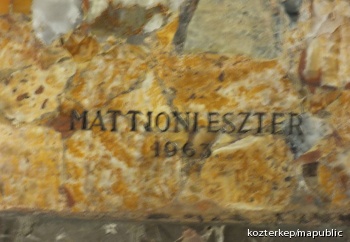 MATTIONI ESZTER
1963
kozterkep/mapublic